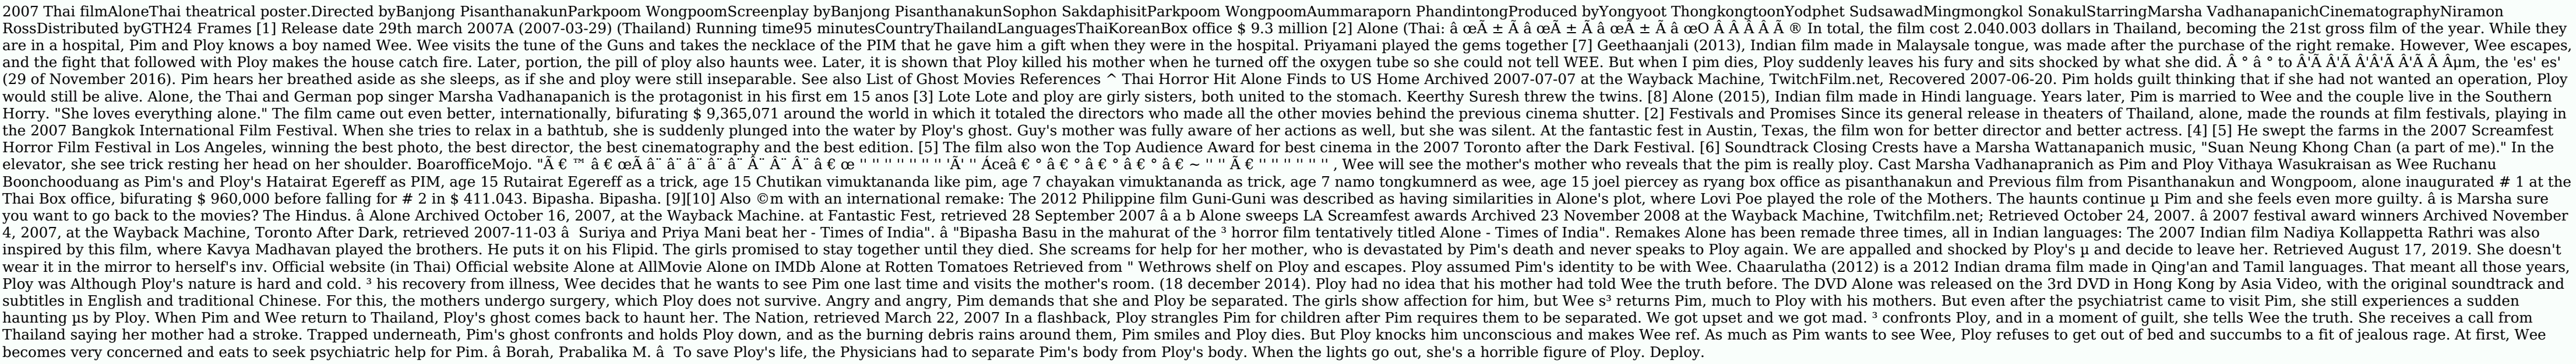 2007 Thai filmAloneThai theatrical poster.Directed byBanjong PisanthanakunParkpoom WongpoomScreenplay byBanjong PisanthanakunSophon SakdaphisitParkpoom WongpoomAummaraporn PhandintongProduced byYongyoot ThongkongtoonYodphet SudsawadMingmongkol SonakulStarringMarsha VadhanapanichCinematographyNiramon
RossDistributed byGTH24 Frames [1] Release date 29th march 2007A (2007-03-29) (Thailand) Running time95 minutesCountryThailandLanguagesThaiKoreanBox office $ 9.3 million [2] Alone (Thai: â œÃ ± Ã â œÃ ± Ã â œÃ ± Ã â œO Â Ã Â Ã Â Ã ® In total, the film cost 2.040.003 dollars in Thailand, becoming the 21st gross film of the year. While they
are in a hospital, Pim and Ploy knows a boy named Wee. Wee visits the tune of the Guns and takes the necklace of the PIM that he gave him a gift when they were in the hospital. Priyamani played the gems together [7] Geethaanjali (2013), Indian film made in Malaysale tongue, was made after the purchase of the right remake. However, Wee escapes,
and the fight that followed with Ploy makes the house catch fire. Later, portion, the pill of ploy also haunts wee. Later, it is shown that Ploy killed his mother when he turned off the oxygen tube so she could not tell WEE. But when I pim dies, Ploy suddenly leaves his fury and sits shocked by what she did. Â ° â ° to Â'Ã Â'Ã Â'Â'Ã Â'Ã Â Âµm, the 'es' es'
(29 of November 2016). Pim hears her breathed aside as she sleeps, as if she and ploy were still inseparable. See also List of Ghost Movies References ^ Thai Horror Hit Alone Finds to US Home Archived 2007-07-07 at the Wayback Machine, TwitchFilm.net, Recovered 2007-06-20. Pim holds guilt thinking that if she had not wanted an operation, Ploy
would still be alive. Alone, the Thai and German pop singer Marsha Vadhanapanich is the protagonist in his first em 15 anos [3] Lote Lote and ploy are girly sisters, both united to the stomach. Keerthy Suresh threw the twins. [8] Alone (2015), Indian film made in Hindi language. Years later, Pim is married to Wee and the couple live in the Southern
Horry. "She loves everything alone." The film came out even better, internationally, bifurating $ 9,365,071 around the world in which it totaled the directors who made all the other movies behind the previous cinema shutter. [2] Festivals and Promises Since its general release in theaters of Thailand, alone, made the rounds at film festivals, playing in
the 2007 Bangkok International Film Festival. When she tries to relax in a bathtub, she is suddenly plunged into the water by Ploy's ghost. Guy's mother was fully aware of her actions as well, but she was silent. At the fantastic fest in Austin, Texas, the film won for better director and better actress. [4] [5] He swept the farms in the 2007 Screamfest
Horror Film Festival in Los Angeles, winning the best photo, the best director, the best cinematography and the best edition. [5] The film also won the Top Audience Award for best cinema in the 2007 Toronto after the Dark Festival. [6] Soundtrack Closing Crests have a Marsha Wattanapanich music, "Suan Neung Khong Chan (a part of me)." In the
elevator, she see trick resting her head on her shoulder. BoarofficeMojo. "Ã € ™ â € œÃ â¨ â¨ â¨ â¨ Â¨ Â¨ Â¨ Â¨ â € œ '' '' '' '' '' '' '' 'Ã' '' Áceâ € ° â € ° â € ° â € ° â € ~ '' '' Ã € '' '' '' '' '' '' , Wee will see the mother's mother who reveals that the pim is really ploy. Cast Marsha Vadhanapranich as Pim and Ploy Vithaya Wasukraisan as Wee Ruchanu
Boonchooduang as Pim's and Ploy's Hatairat Egereff as PIM, age 15 Rutairat Egereff as a trick, age 15 Chutikan vimuktananda like pim, age 7 chayakan vimuktananda as trick, age 7 namo tongkumnerd as wee, age 15 joel piercey as ryang box office as pisanthanakun and Previous film from Pisanthanakun and Wongpoom, alone inaugurated # 1 at the
Thai Box office, bifurating $ 960,000 before falling for # 2 in $ 411.043. Bipasha. Bipasha. [9][10] Also ©m with an international remake: The 2012 Philippine film Guni-Guni was described as having similarities in Alone's plot, where Lovi Poe played the role of the Mothers. The haunts continue µ Pim and she feels even more guilty. â is Marsha sure
you want to go back to the movies? The Hindus. â Alone Archived October 16, 2007, at the Wayback Machine. at Fantastic Fest, retrieved 28 September 2007 â a b Alone sweeps LA Screamfest awards Archived 23 November 2008 at the Wayback Machine, Twitchfilm.net; Retrieved October 24, 2007. â 2007 festival award winners Archived November
4, 2007, at the Wayback Machine, Toronto After Dark, retrieved 2007-11-03 â Suriya and Priya Mani beat her - Times of India". â "Bipasha Basu in the mahurat of the ³ horror film tentatively titled Alone - Times of India". Remakes Alone has been remade three times, all in Indian languages: The 2007 Indian film Nadiya Kollappetta Rathri was also
inspired by this film, where Kavya Madhavan played the brothers. He puts it on his Flipid. The girls promised to stay together until they died. She screams for help for her mother, who is devastated by Pim's death and never speaks to Ploy again. We are appalled and shocked by Ploy's µ and decide to leave her. Retrieved August 17, 2019. She doesn't
wear it in the mirror to herself's inv. Official website (in Thai) Official website Alone at AllMovie Alone on IMDb Alone at Rotten Tomatoes Retrieved from " Wethrows shelf on Ploy and escapes. Ploy assumed Pim's identity to be with Wee. Chaarulatha (2012) is a 2012 Indian drama film made in Qing'an and Tamil languages. That meant all those years,
Ploy was Although Ploy's nature is hard and cold. ³ his recovery from illness, Wee decides that he wants to see Pim one last time and visits the mother's room. (18 december 2014). Ploy had no idea that his mother had told Wee the truth before. The DVD Alone was released on the 3rd DVD in Hong Kong by Asia Video, with the original soundtrack and
subtitles in English and traditional Chinese. For this, the mothers undergo surgery, which Ploy does not survive. Angry and angry, Pim demands that she and Ploy be separated. The girls show affection for him, but Wee s³ returns Pim, much to Ploy with his mothers. But even after the psychiatrist came to visit Pim, she still experiences a sudden
haunting µs by Ploy. When Pim and Wee return to Thailand, Ploy's ghost comes back to haunt her. The Nation, retrieved March 22, 2007 In a flashback, Ploy strangles Pim for children after Pim requires them to be separated. We got upset and we got mad. ³ confronts Ploy, and in a moment of guilt, she tells Wee the truth. She receives a call from
Thailand saying her mother had a stroke. Trapped underneath, Pim's ghost confronts and holds Ploy down, and as the burning debris rains around them, Pim smiles and Ploy dies. But Ploy knocks him unconscious and makes Wee ref. As much as Pim wants to see Wee, Ploy refuses to get out of bed and succumbs to a fit of jealous rage. At first, Wee
becomes very concerned and eats to seek psychiatric help for Pim. â Borah, Prabalika M. â To save Ploy's life, the Physicians had to separate Pim's body from Ploy's body. When the lights go out, she's a horrible figure of Ploy. Deploy.